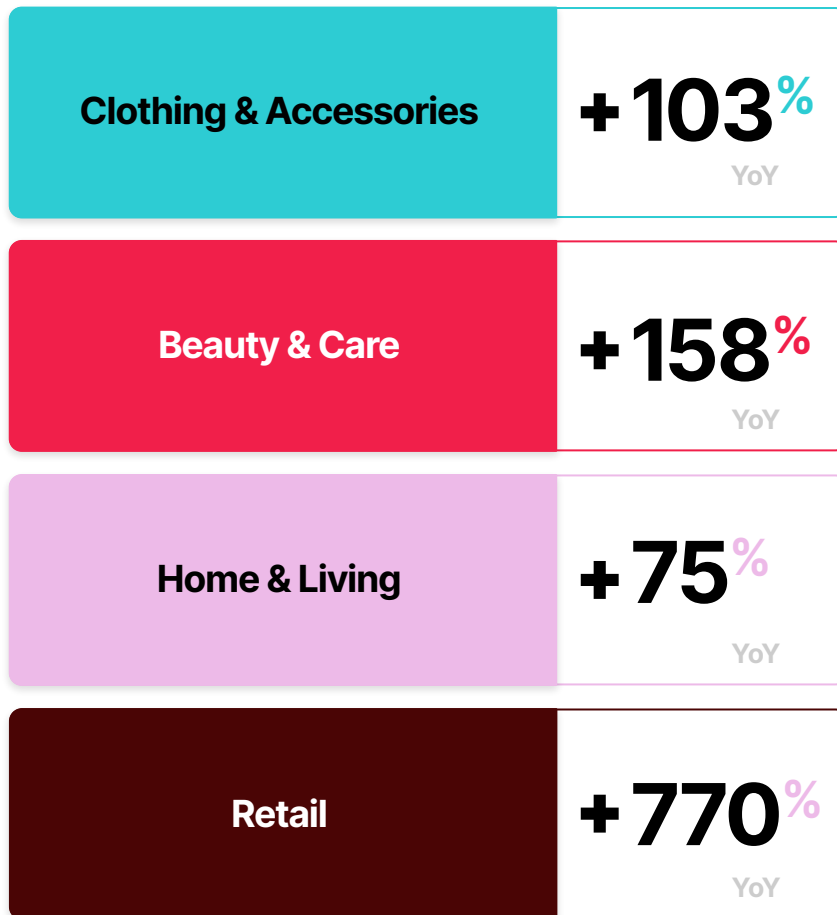 Clothing & Accessories
+103%
YoY
Beauty & Care
+158%
YoY
Home & Living
+75%
YoY
Retail
+770%
YoY